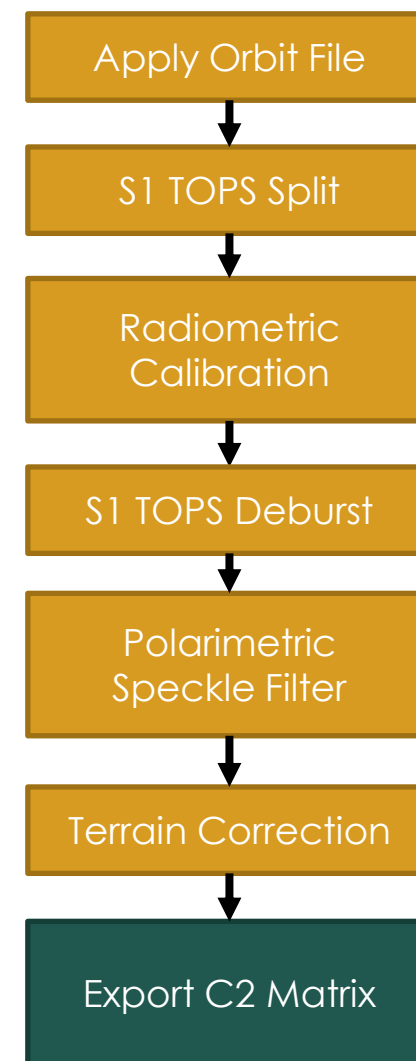 Apply Orbit File
S1 TOPS Split
Radiometric
Calibration
S1 TOPS Deburst
Polarimetric
Speckle Filter
Terrain Correction
Export C2 Matrix